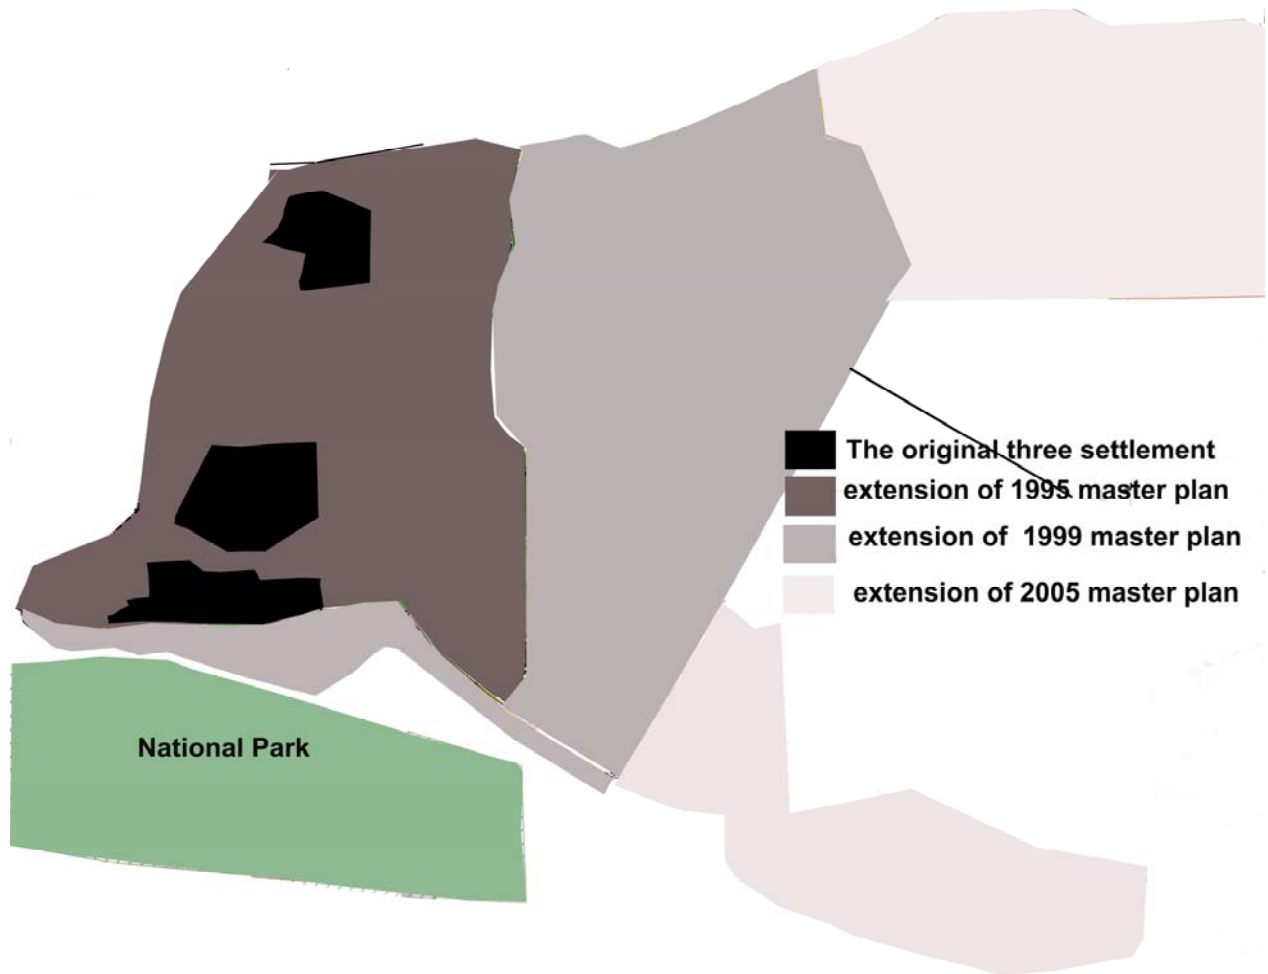 The original three settlement
extension of 1995 master plan
extension of 1999 master plan
extension of 2005 master plan
National Park